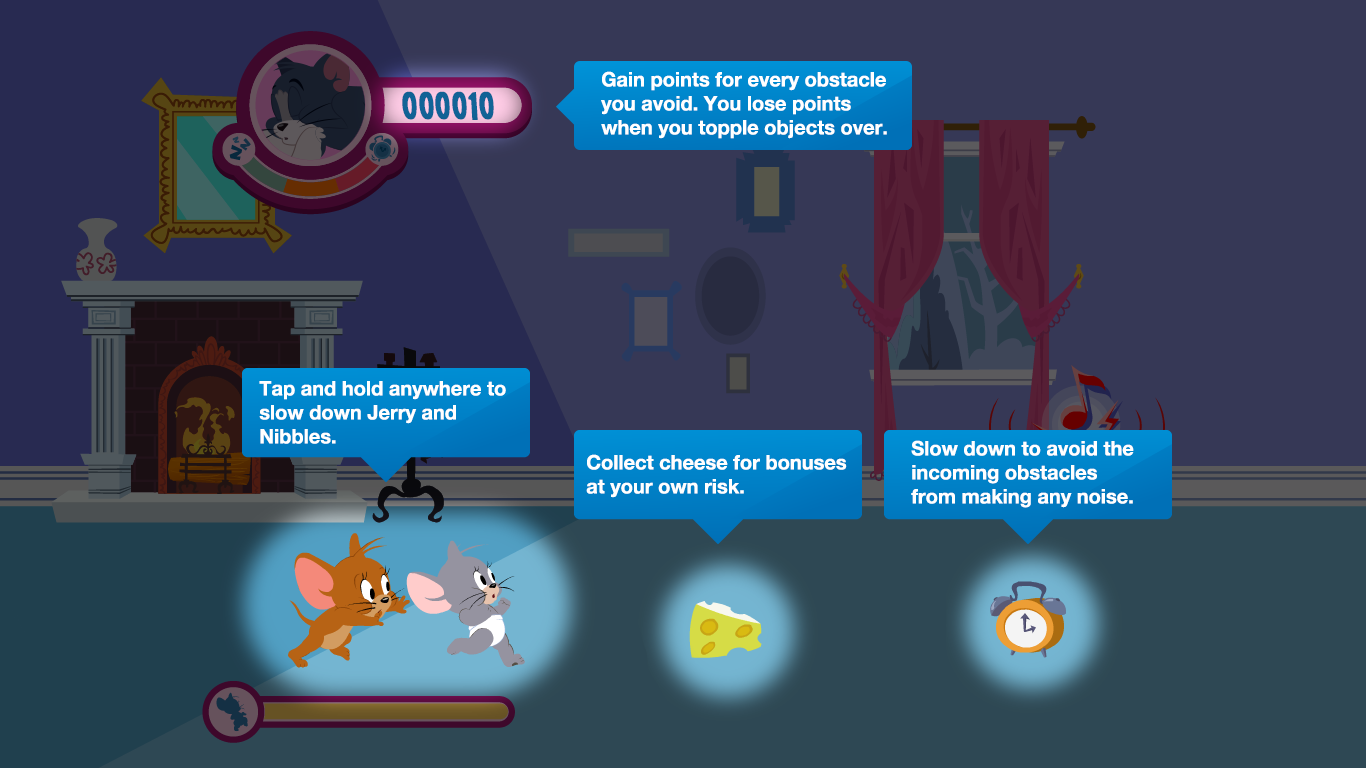 000010
Gain points for every obstacle
you avoid. You lose points
when you topple objects over.
Tap and hold anywhere to
slow down Jerry and
Nibbles.
Collect cheese for bonuses
at your own risk.
Slow down to avoid the
incoming obstacles
from making any noise.